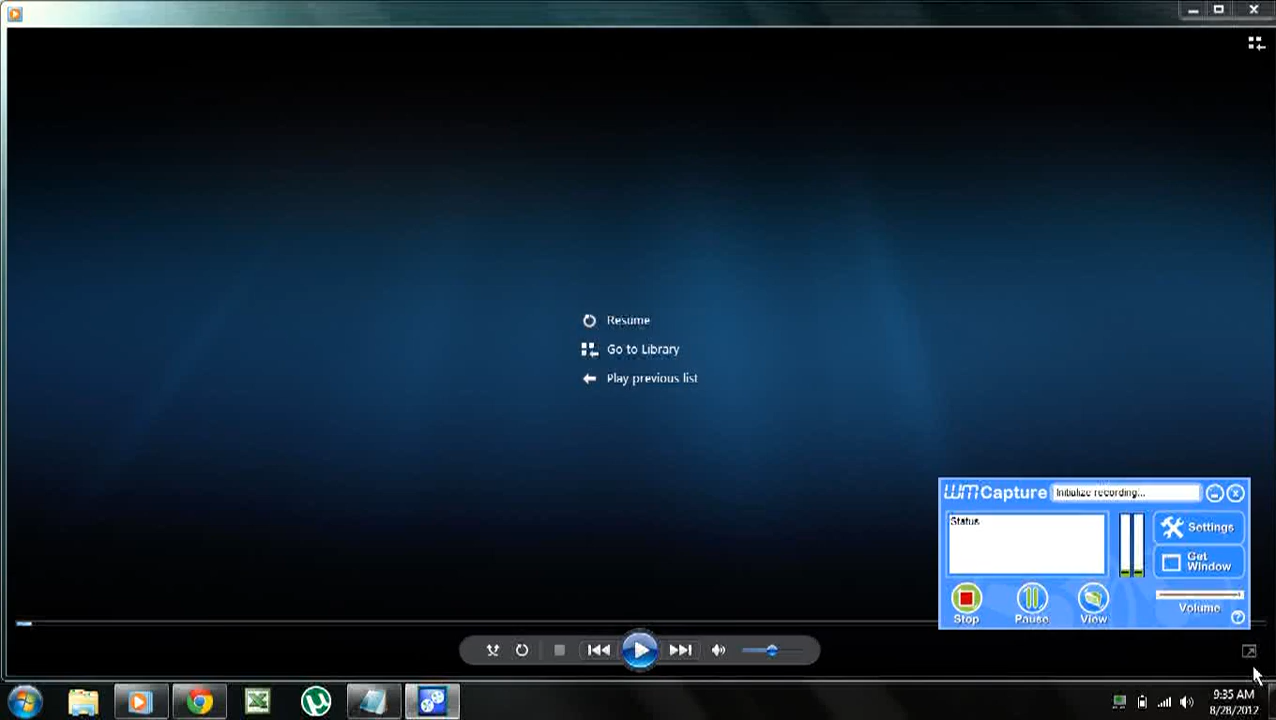 Resume
Go to Library
Play previous list
WMCapture
Initialize recording...
Status
Settings
Get
Window
Stop
Pause
View
Volume
9:35 AM
8/28/2012